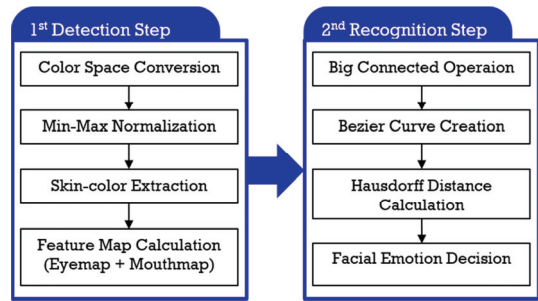 1st Detection Step
Color Space Conversion
Min-Max Normalization
Skin-color Extraction
Feature Map Calculation
(Eyemap + Mouthmap)
2nd Recognition Step
Big Connected Operaion
Bezier Curve Creation
Hausdorff Distance
Calculation
Facial Emotion Decision